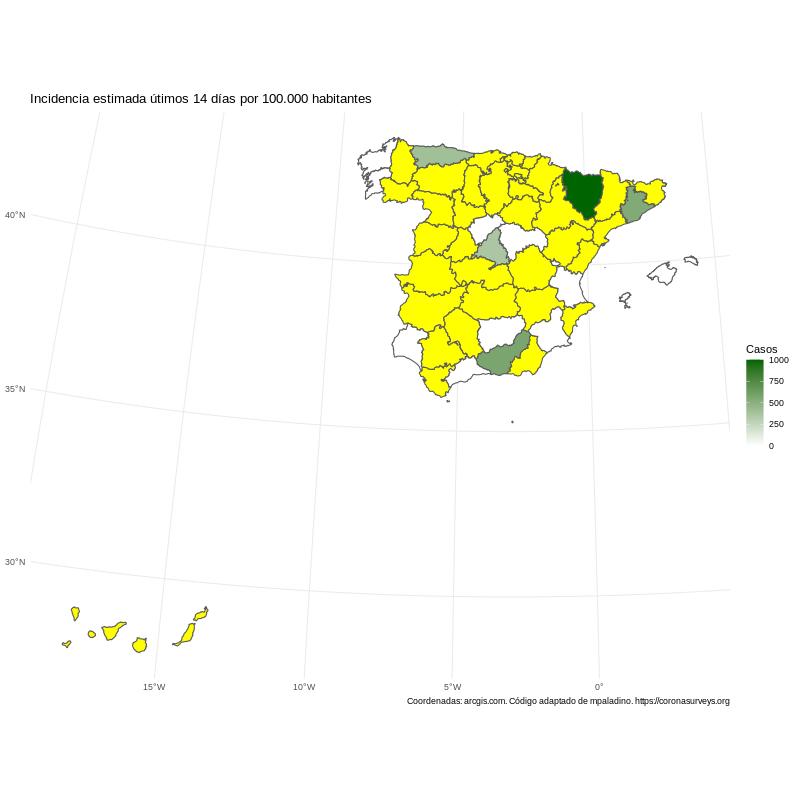 Incidencia estimada útimos 14 días por 100.000 habitantes
40°N
35°N
30°N
Casos
1000
750
500
250
0
15°W
10°W
5°W
0°
Coordenadas: arcgis.com. Código adaptado de mpaladino. https://coronasurveys.org